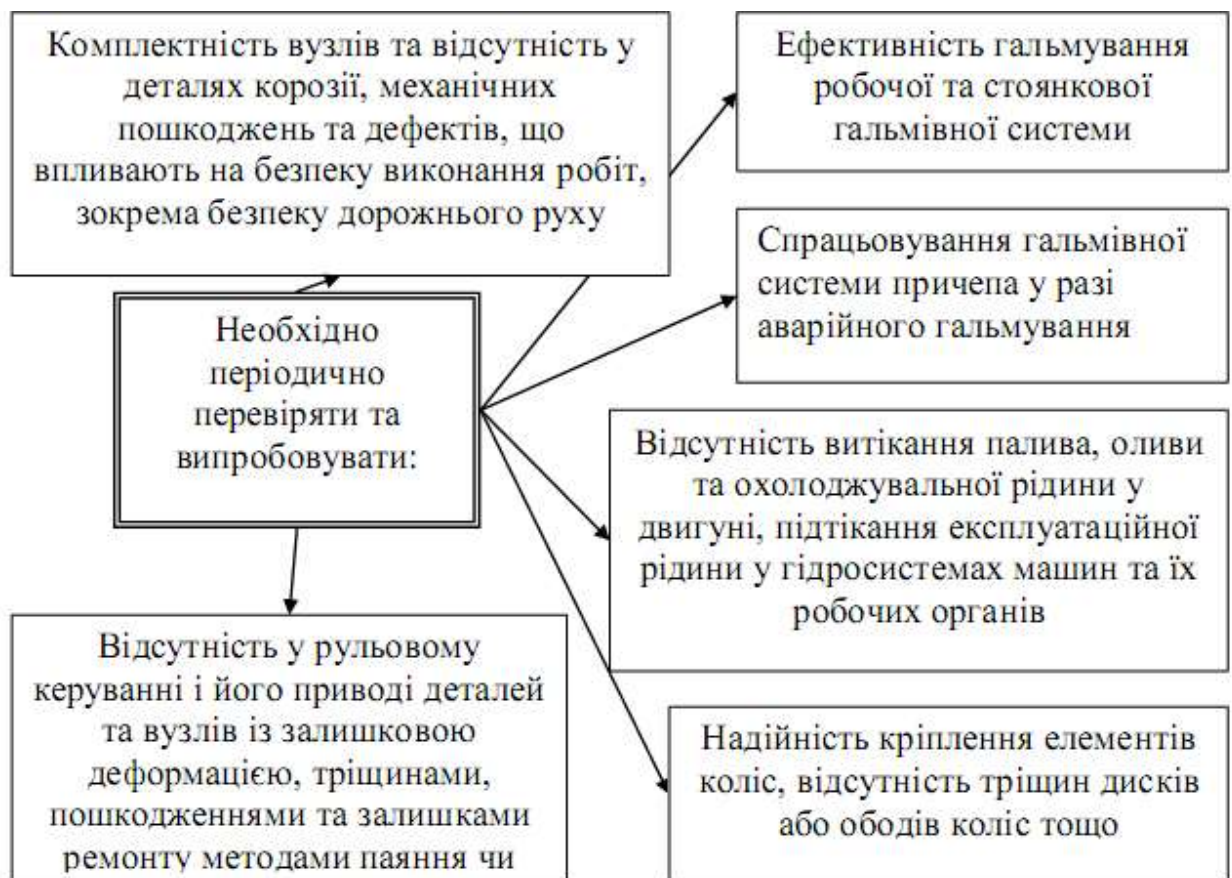 Комплектність вузлів та відсутність у
деталях корозії, механічних
пошкоджень та дефектів, що
впливають на безпеку виконання робіт,
зокрема безпеку дорожнього руху
Ефективність гальмування
робочої та стоянкової
гальмівної системи
Спрацьовування гальмівної
системи причепа у разі
аварійного гальмування
Необхідно
періодично
перевіряти та
випробовувати:
Відсутність витікання палива, оливи
та охолоджувальної рідини у
двигуні, підтікання експлуатаційної
рідини у гідросистемах машин та їх
робочих органів
Відсутність у рульовому
керуванні і його приводі деталей
та вузлів із залишковою
деформацією, тріщинами,
пошкодженнями та залишками
ремонту методами паяння чи
Надійність кріплення елементів
коліс, відсутність тріщин дисків
або ободів коліс тощо